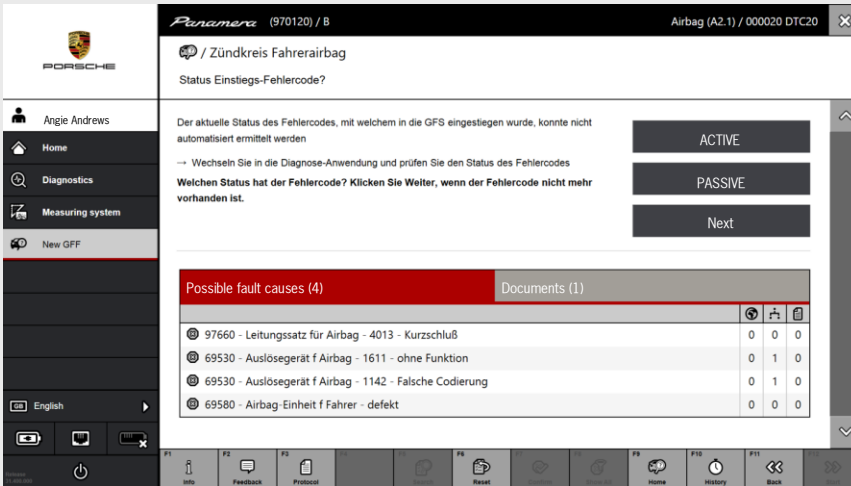 PORSCHE
Panamera (970120) / B
Airbag (A2.1) / 000020 DTC20
/ Zündkreis Fahrerairbag
Status Einstiegs-Fehlercode?
Angie Andrews
Home
Diagnostics
Measuring system
New GFF
GB English
Der aktuelle Status des Fehlercodes, mit welchem in die GFS eingestiegen wurde, konnte nicht
automatisiert ermittelt werden
→ Wechseln Sie in die Diagnose-Anwendung und prüfen Sie den Status des Fehlercodes
Welchen Status hat der Fehlercode? Klicken Sie Weiter, wenn der Fehlercode nicht mehr
vorhanden ist.
ACTIVE
PASSIVE
Next
Possible fault causes (4)
Documents (1)
97660 - Leitungssatz für Airbag - 4013 - Kurzschluß 0 0 0
69530 - Auslösegerät f Airbag - 1611 - ohne Funktion 0 1 0
69530 - Auslösegerät f Airbag - 1142 - Falsche Codierung 0 1 0
69580 - Airbag-Einheit f Fahrer - defekt 0 0 0
F1 Info
F2 Feedback
F3 Protocol
F6 Reset
F9 Home
F10 History
F11 Back